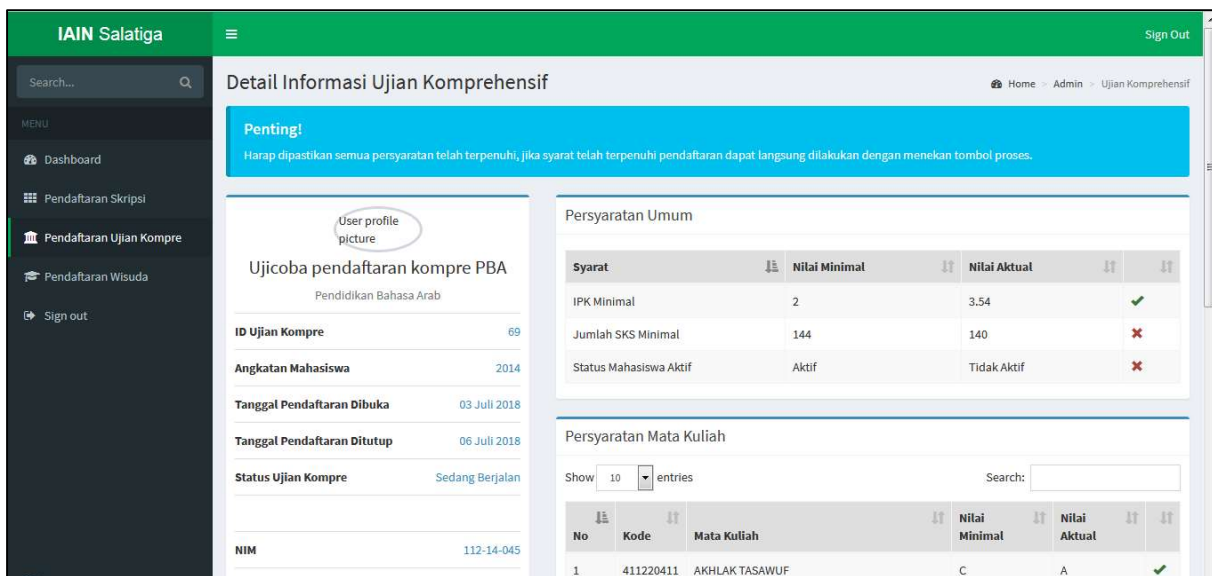 IAIN Salatiga
Sign Out
Search...
MENU
Dashboard
Pendaftaran Skripsi
Pendaftaran Ujian Kompre
Pendaftaran Wisuda
Sign out
Detail Informasi Ujian Komprehensif
Home > Admin > Ujian Komprehensif
Penting!
Harap dipastikan semua persyaratan telah terpenuhi, jika syarat telah terpenuhi pendaftaran dapat langsung dilakukan dengan menekan tombol proses.
User profile
picture
Ujicoba pendaftaran kompre PBA
Pendidikan Bahasa Arab
ID Ujian Kompre 69
Angkatan Mahasiswa 2014
Tanggal Pendaftaran Dibuka 03 Juli 2018
Tanggal Pendaftaran Ditutup 06 Juli 2018
Status Ujian Kompre Sedang Berjalan
NIM 112-14-045
Persyaratan Umum
Syarat Nilai Minimal Nilai Aktual
IPK Minimal 2 3.54
Jumlah SKS Minimal 144 140
Status Mahasiswa Aktif Aktif Tidak Aktif
Persyaratan Mata Kuliah
Show 10 entries Search:
No Kode Mata Kuliah Nilai Minimal Nilai Aktual
1 411220411 AKHLAK TASAWUF C A